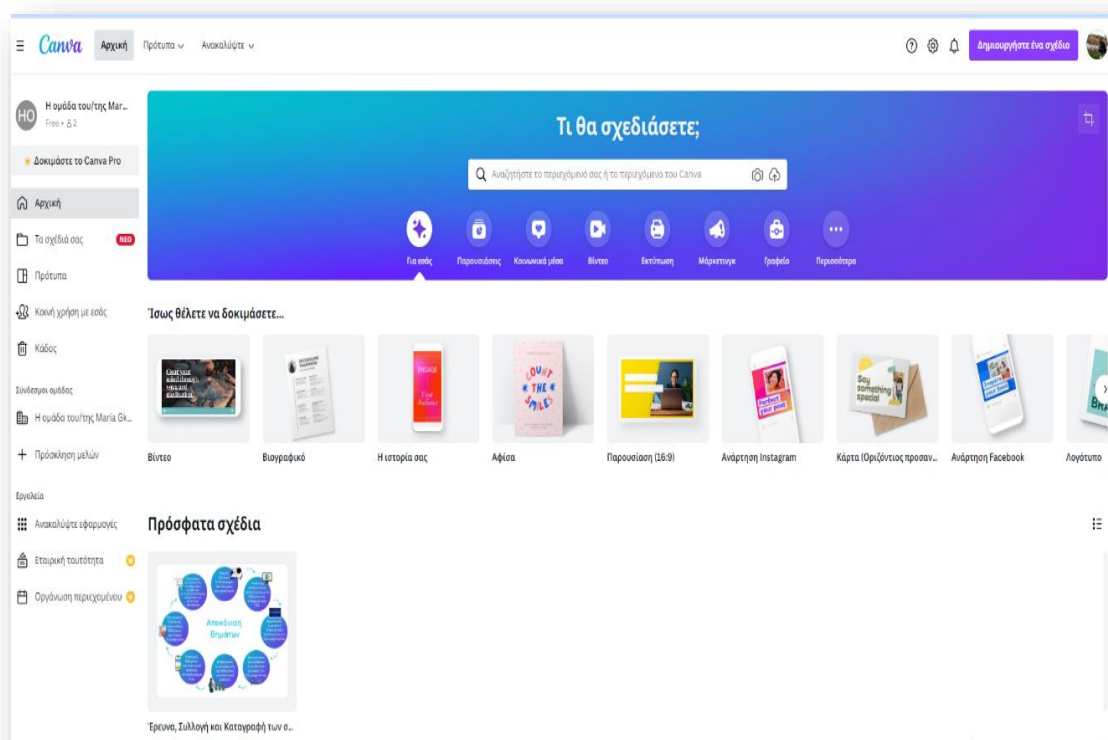 Canva Αρχική Πρότυπα Ανακαλύψτε Δημιουργήστε ένα σχέδιο
HO Η ομάδα του/της Mar...
Free • 2
Δοκιμάστε το Canva Pro
Αρχική
Τα σχέδιά σας ΝΕΟ
Πρότυπα
Κοινή χρήση με εσάς
Κάδος
Σύνδεσμοι ομάδας
Η ομάδα του/της Maria Gk...
Πρόσκληση μελών
Εργαλεία
Ανακαλύψτε εφαρμογές
Εταιρική ταυτότητα
Οργάνωση περιεχομένου
Τι θα σχεδιάσετε;
Αναζητήστε το περιεχόμενό σας ή το περιεχόμενο του Canva
Για εσάς Παρουσιάσεις Κοινωνικά μέσα Βίντεο Εκτύπωση Μάρκετινγκ Γραφείο Περισσότερα
Ίσως θέλετε να δοκιμάσετε...
ENGAGE
Your
Audience
COUNT
* THE *
SMILES
Perfect
your post
Say
something
special
BRA
Βίντεο Βιογραφικό Η ιστορία σας Αφίσα Παρουσίαση (16:9) Ανάρτηση Instagram Κάρτα (Οριζόντιος προσαν... Ανάρτηση Facebook Λογότυπο
Πρόσφατα σχέδια
Απεικόνιση
Βημάτων
Έρευνα, Συλλογή και Καταγραφή των σ...